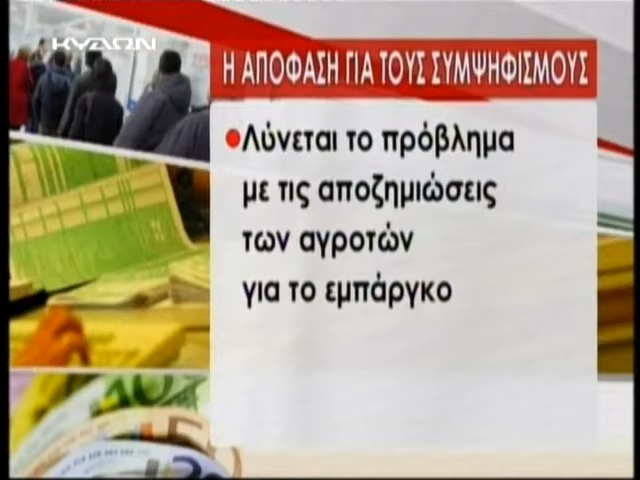 ΚΥΔΩΝ
Η ΑΠΟΦΑΣΗ ΓΙΑ ΤΟΥΣ ΣΥΜΨΗΦΙΣΜΟΥΣ
Λύνεται το πρόβλημα
με τις αποζημιώσεις
των αγροτών
για το εμπάργκο